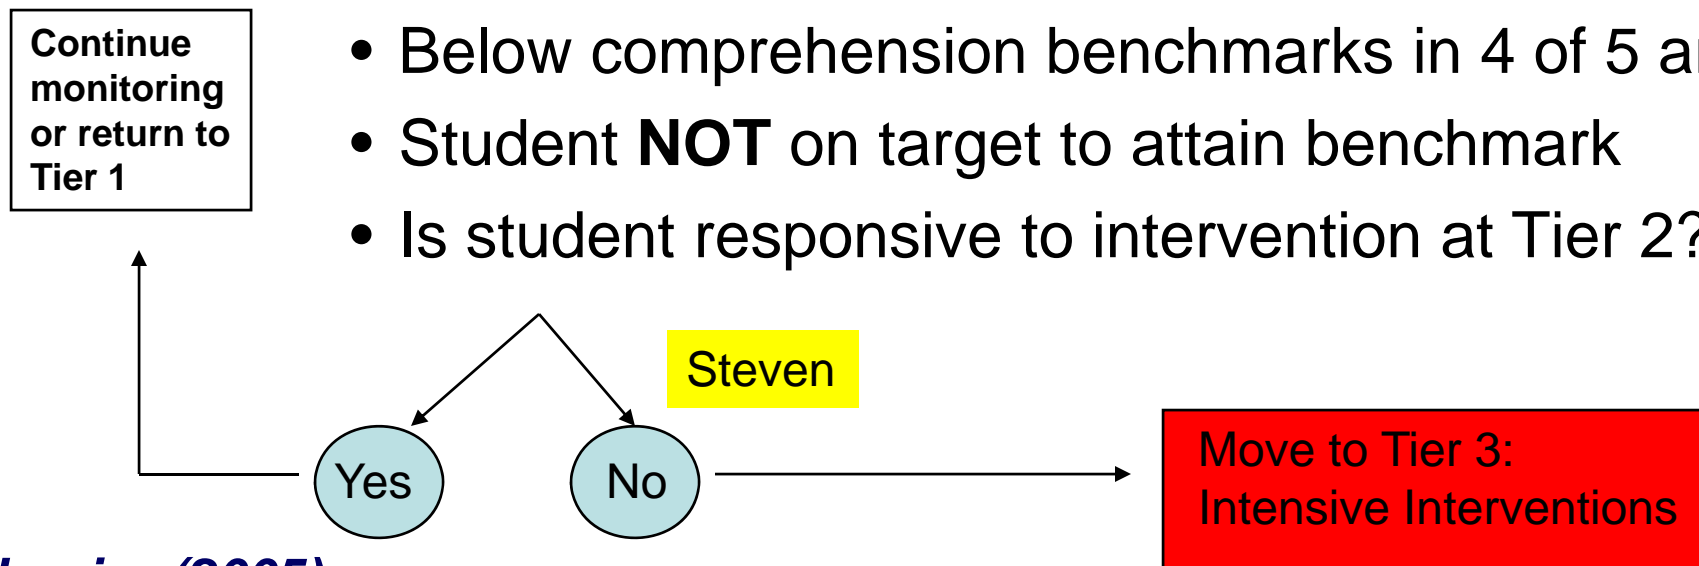 Continue
monitoring
or return to
Tier 1
• Below comprehension benchmarks in 4 of 5
• Student NOT on target to attain benchmark
• Is student responsive to intervention at Tier 2?
Steven
Yes
No
Move to Tier 3:
Intensive Interventions
(2005)